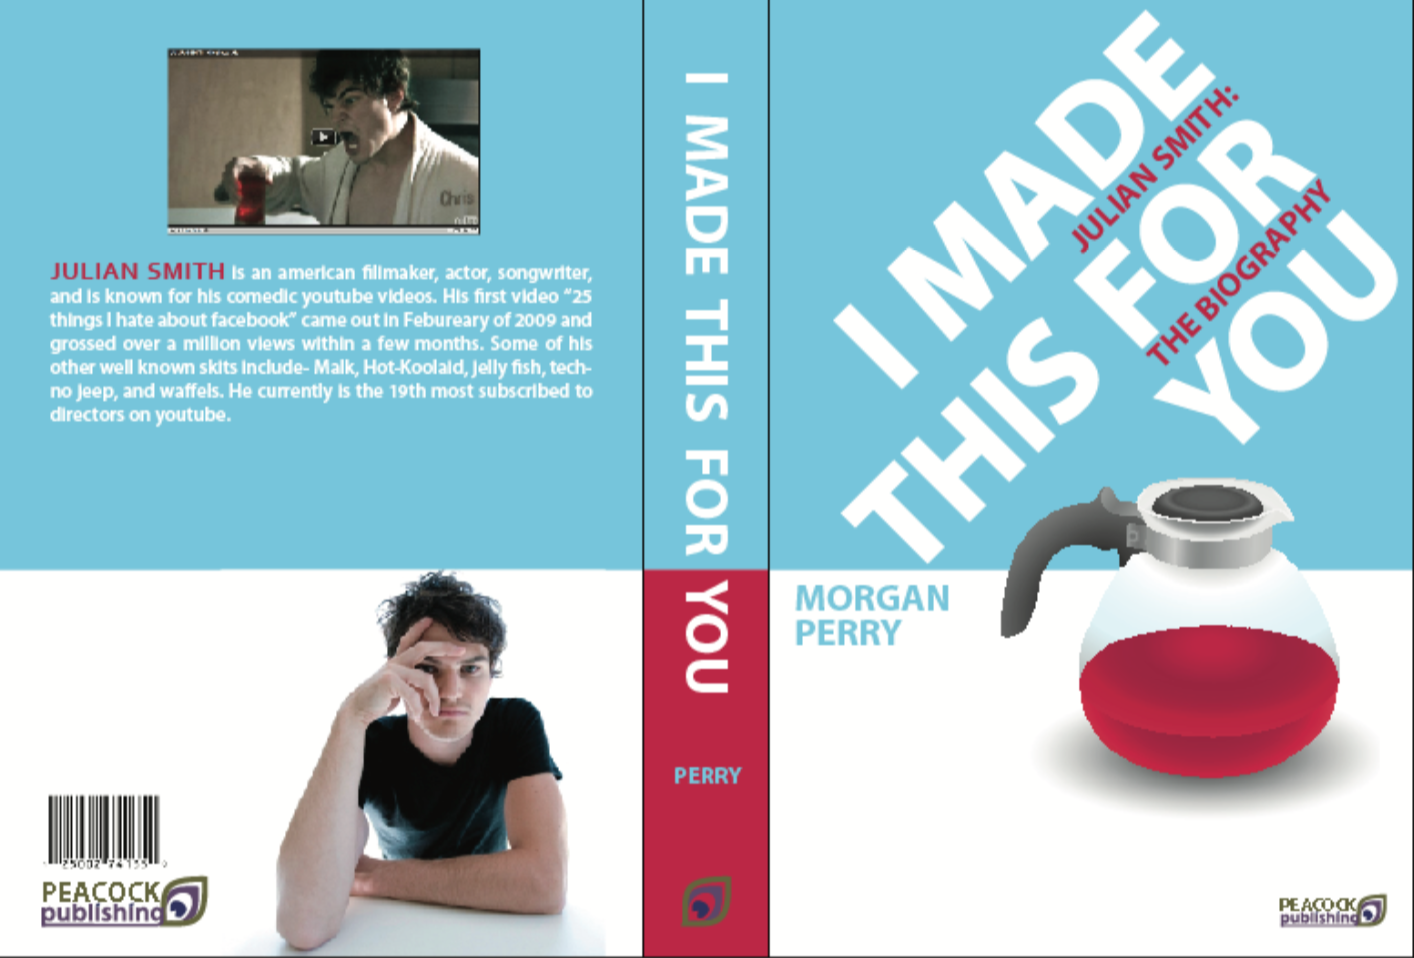 Chris
JULIAN SMITH is an american fillmaker, actor, songwriter,
and is known for his comedic youtube videos. His first video “25
things I hate about facebook” came out in Febureary of 2009 and
grossed over a million views within a few months. Some of his
other well known skits include- Malk, Hot-Koolaid, jelly fish, tech-
no jeep, and waffels. He currently is the 19th most subscribed to
directors on youtube.
PEACOCK
publishing
I MADE THIS FOR YOU
PERRY
I MADE
JULIAN SMITH:
THIS FOR
THE BIOGRAPHY
YOU
MORGAN
PERRY
PEACOCK
publishing